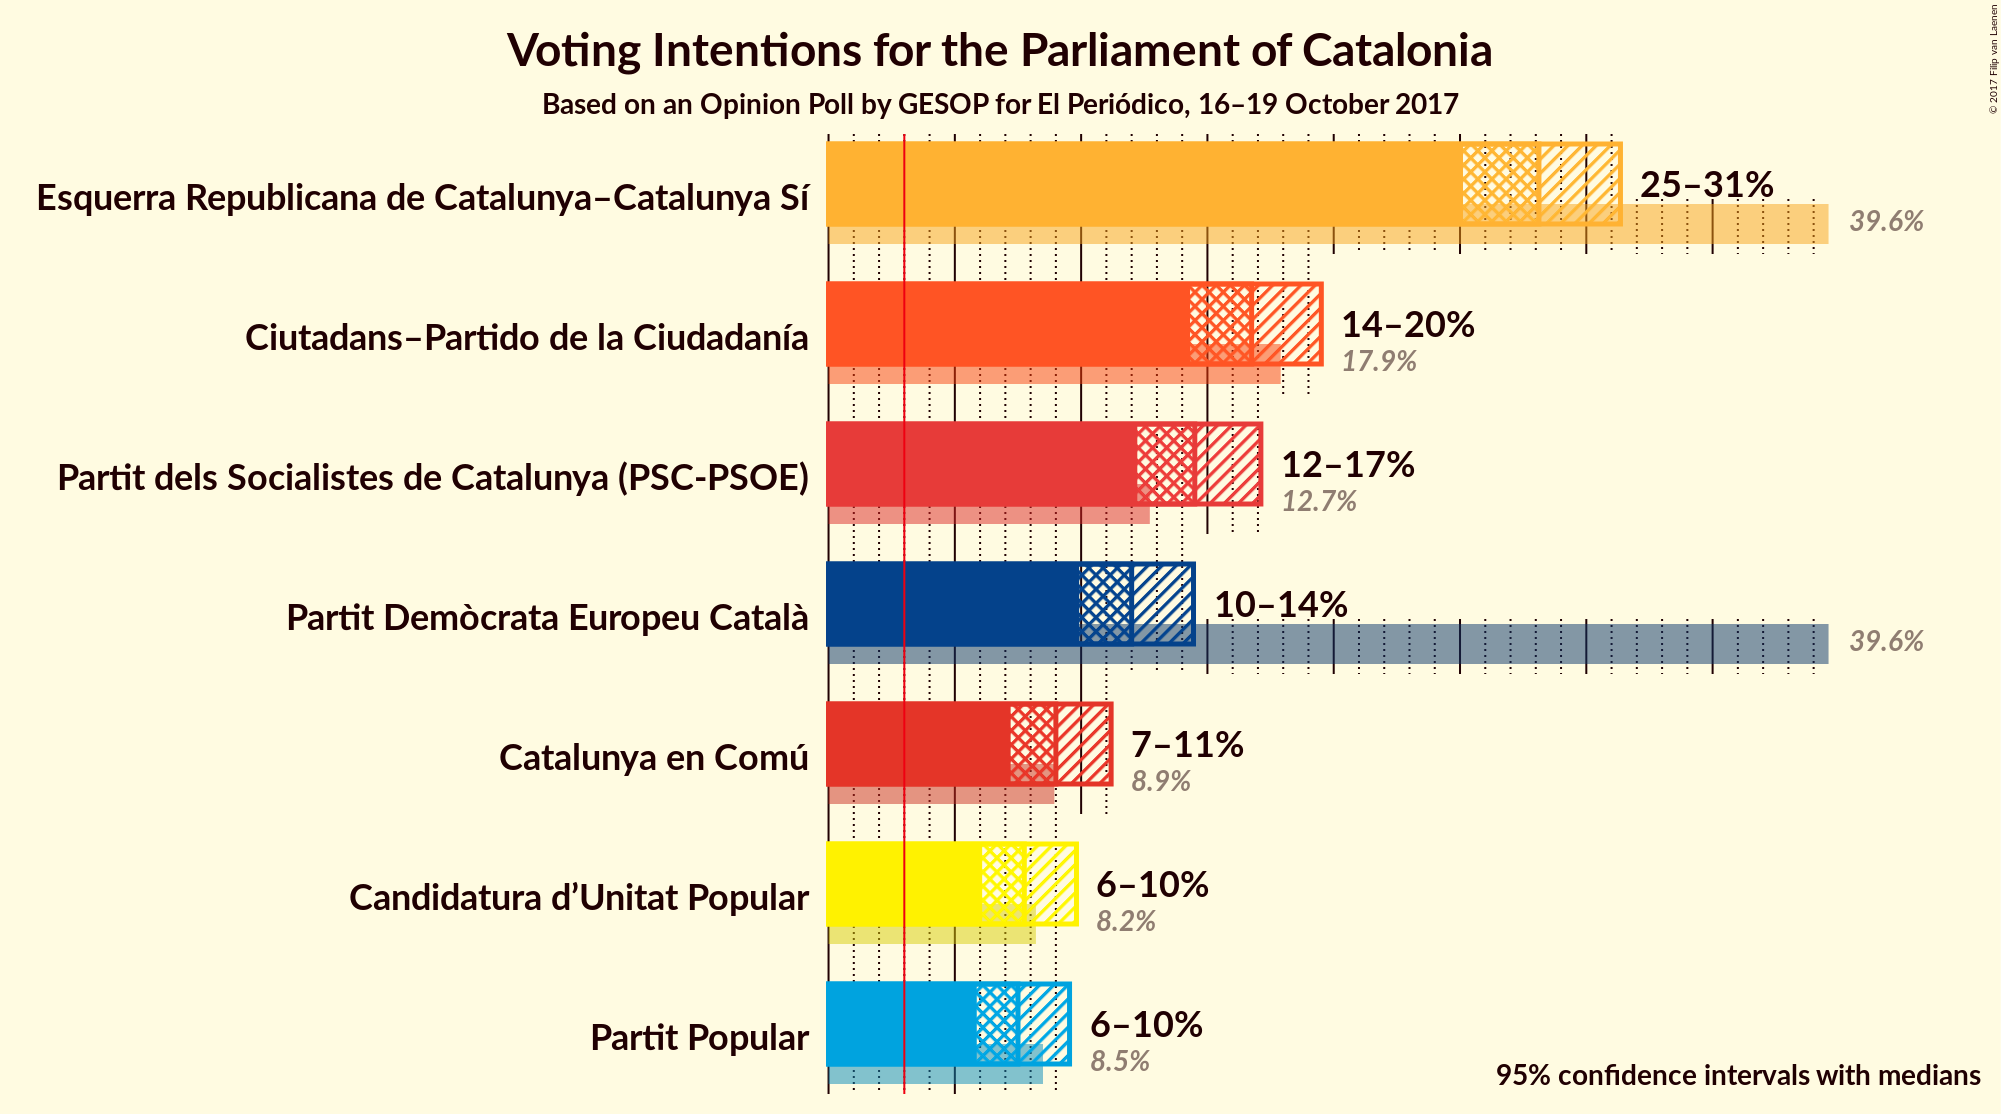 Voting Intentions for the Parliament of Catalonia
Based on an Opinion Poll by GESOP for El Periódico, 16–19 October 2017
© 2017 Filip van Laenen
Esquerra Republicana de Catalunya–Catalunya Sí
25–31%
39.6%
Ciutadans–Partido de la Ciudadanía
14–20%
17.9%
Partit dels Socialistes de Catalunya (PSC-PSOE)
12–17%
12.7%
Partit Demòcrata Europeu Català
10–14%
39.6%
Catalunya en Comú
7–11%
8.9%
Candidatura d’Unitat Popular
6–10%
8.2%
Partit Popular
6–10%
8.5%
95% confidence intervals with medians